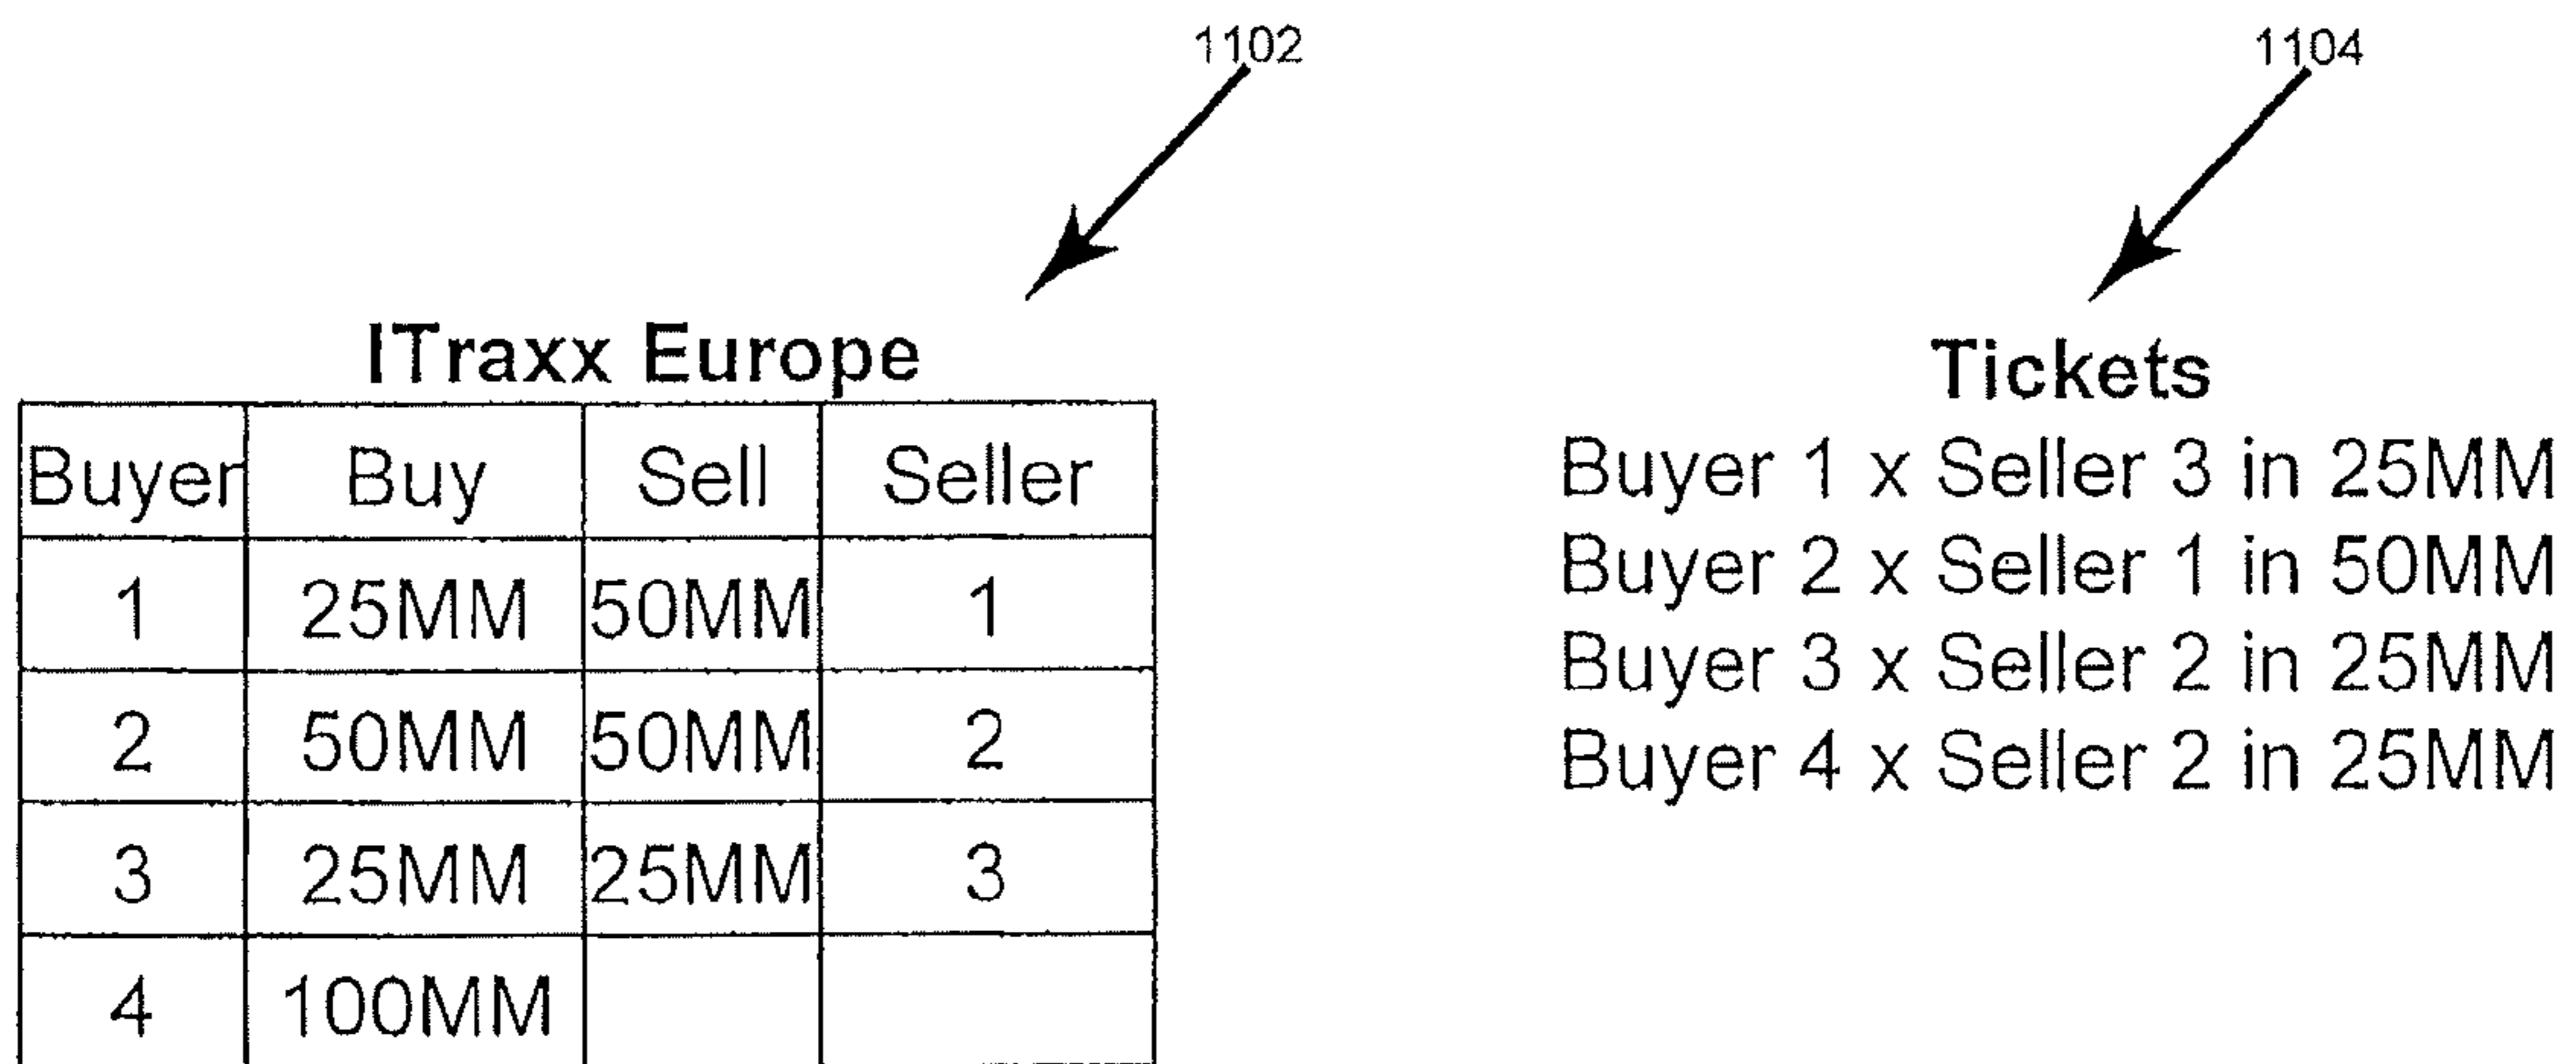 1102
1104
ITraxx Europe
Buyer Buy Sell Seller
1 25MM 50MM 1
2 50MM 50MM 2
3 25MM 25MM 3
4 100MM
Tickets
Buyer 1 x Seller 3 in 25MM
Buyer 2 x Seller 1 in 50MM
Buyer 3 x Seller 2 in 25MM
Buyer 4 x Seller 2 in 25MM